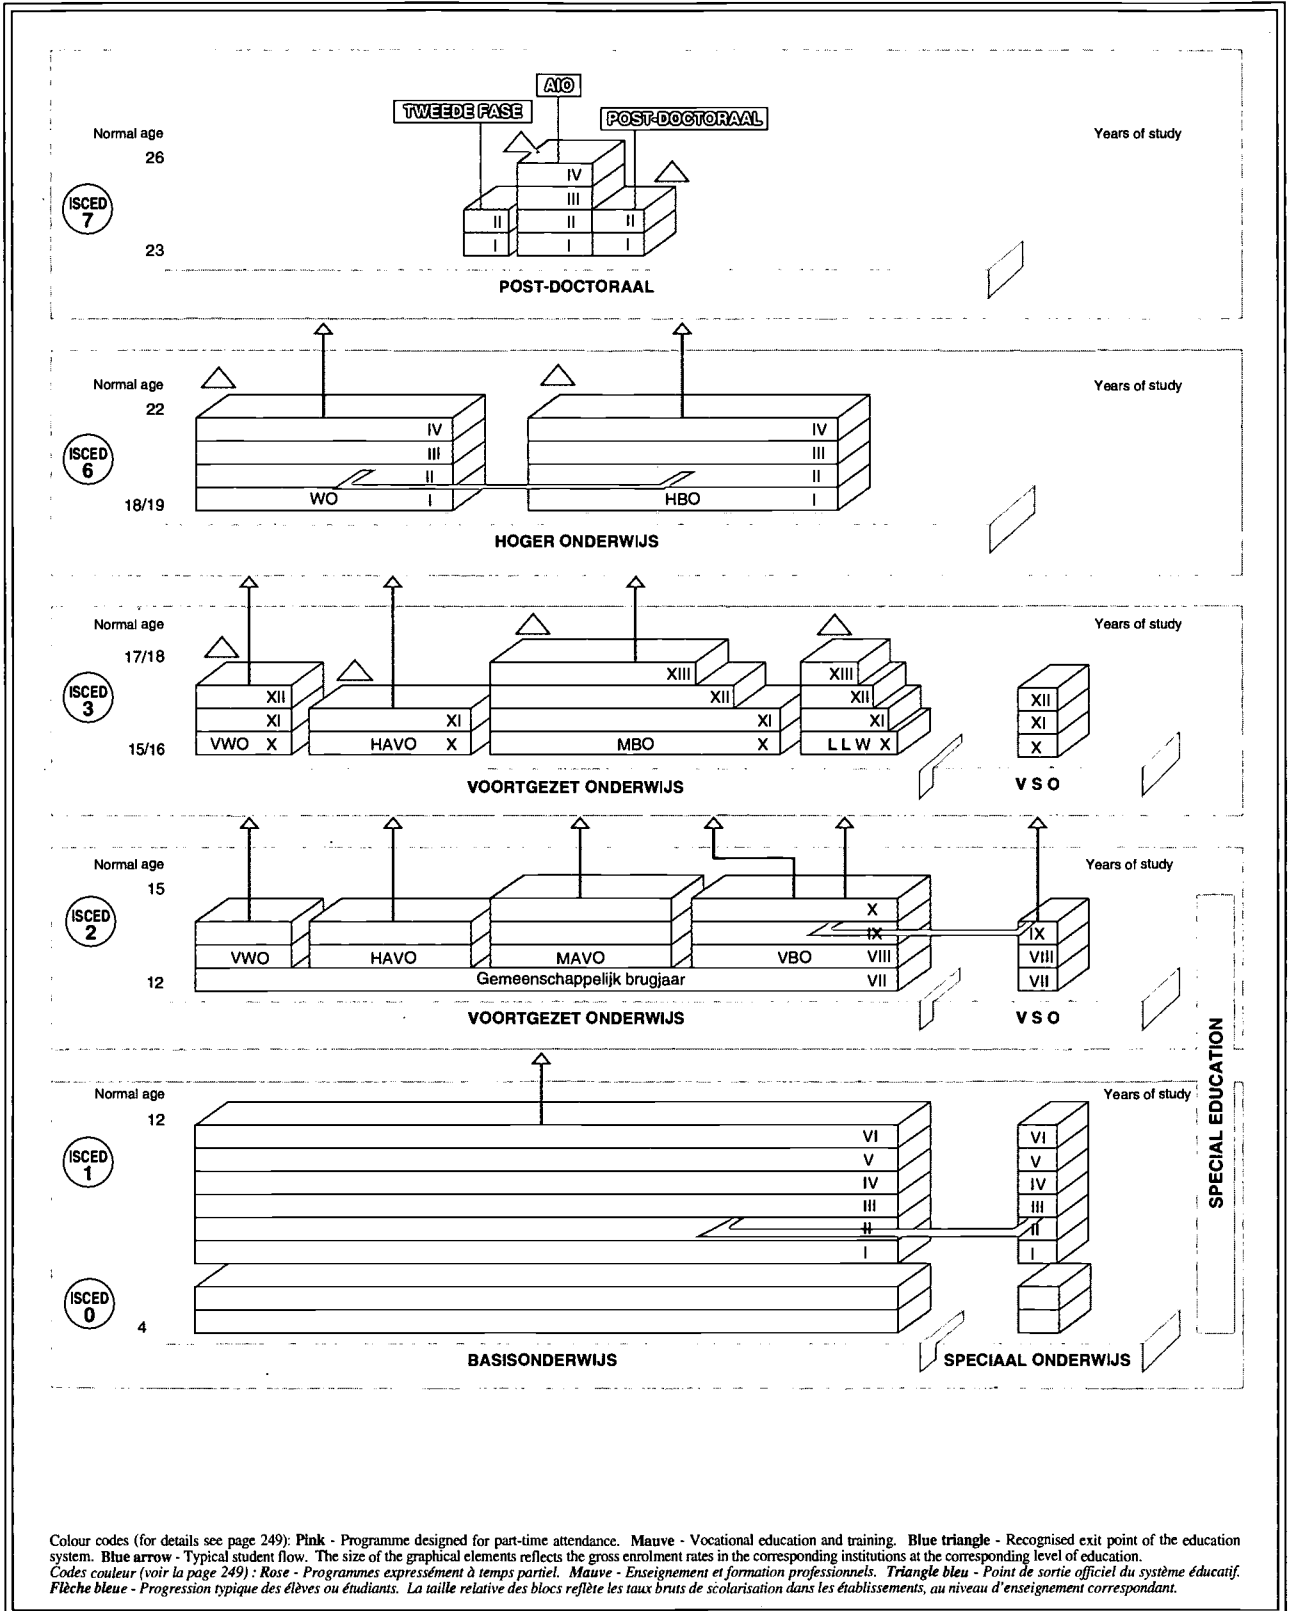 AIO
TWEEDE FASE
POST-DOCTORAAL
Normal age
Years of study
26
IV
ISCED
7
III
II II II
I I I
23
POST-DOCTORAAL
Normal age
Years of study
22
IV IV
ISCED
6
III III
II II
18/19
WO I HBO I
HOGER ONDERWIJS
Normal age
Years of study
17/18
XIII XIII
ISCED
3
XII XII XII XII
XI XI XI XI XI
15/16
VWO X HAVO X MBO X LLW X X
VOORTGEZET ONDERWIJS
V S O
Normal age
Years of study
15
X
ISCED
2
IX IX
VWO HAVO MAVO VBO VIII VIII
12
Gemeenschappelijk brugjaar VII VII
VOORTGEZET ONDERWIJS
V S O
SPECIAL EDUCATION
Normal age
Years of study
12
VI VI
ISCED
1
V V
IV IV
III III
II II
I I
ISCED
0
4
BASISONDERWIJS
SPECIAAL ONDERWIJS
Colour codes (for details see page 249): Pink - Programme designed for part-time attendance. Mauve - Vocational education and training. Blue triangle - Recognised exit point of the education
system. Blue arrow - Typical student flow. The size of the graphical elements reflects the gross enrolment rates in the corresponding institutions at the corresponding level of education.
Codes couleur (voir la page 249) : Rose - Programmes expressément à temps partiel. Mauve - Enseignement et formation professionnels. Triangle bleu - Point de sortie officiel du système éducatif.
Flèche bleue - Progression typique des élèves ou étudiants. La taille relative des blocs reflète les taux bruts de scolarisation dans les établissements, au niveau d'enseignement correspondant.